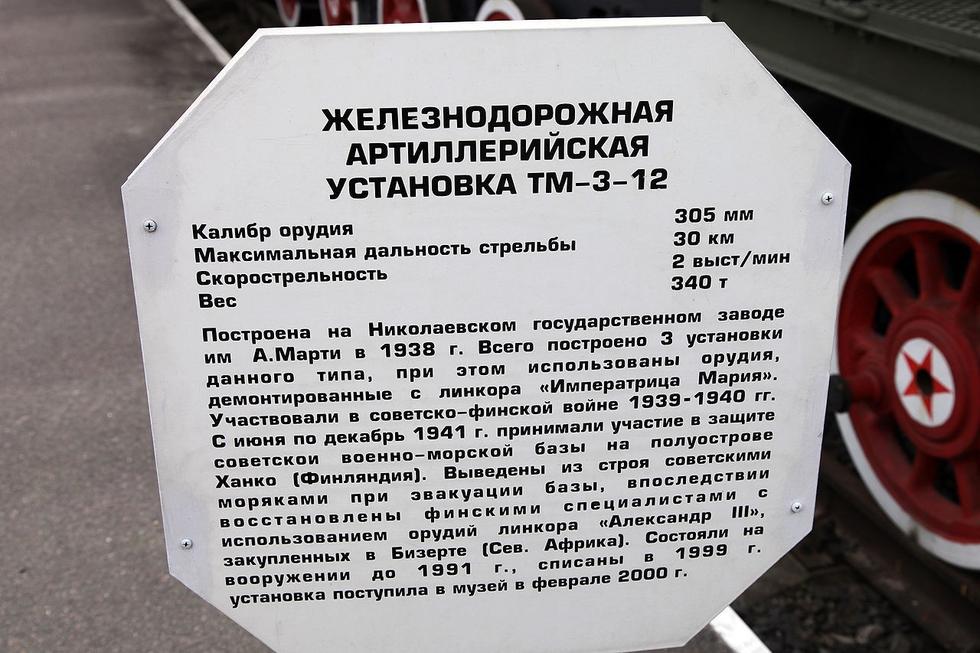 ЖЕЛЕЗНОДОРОЖНАЯ
АРТИЛЛЕРИЙСКАЯ
УСТАНОВКА ТМ-3-12
Калибр орудия 305 мм
Максимальная дальность стрельбы 30 км
Скорострельность 2 выст/мин
Вес 340 т
Построена на Николаевском государственном заводе
им А.Марти в 1938 г. Всего построено 3 установки
данного типа, при этом использованы орудия,
демонтированные с линкора «Императрица Мария».
Участвовали в советско-финской войне 1939-1940 гг.
С июня по декабрь 1941 г. принимали участие в защите
советскои военно-морской базы на полуострове
Ханко (Финляндия). Выведены из строя советскими
моряками при эвакуации базы, впоследствии
восстановлены финскими специалистами с
использованием орудий линкора «Александр III»,
закупленных в Бизерте (Сев. Африка). Состояли на
вооружении до 1991 г., списаны в 1999 г.
установка поступила в музей в феврале 2000 г.